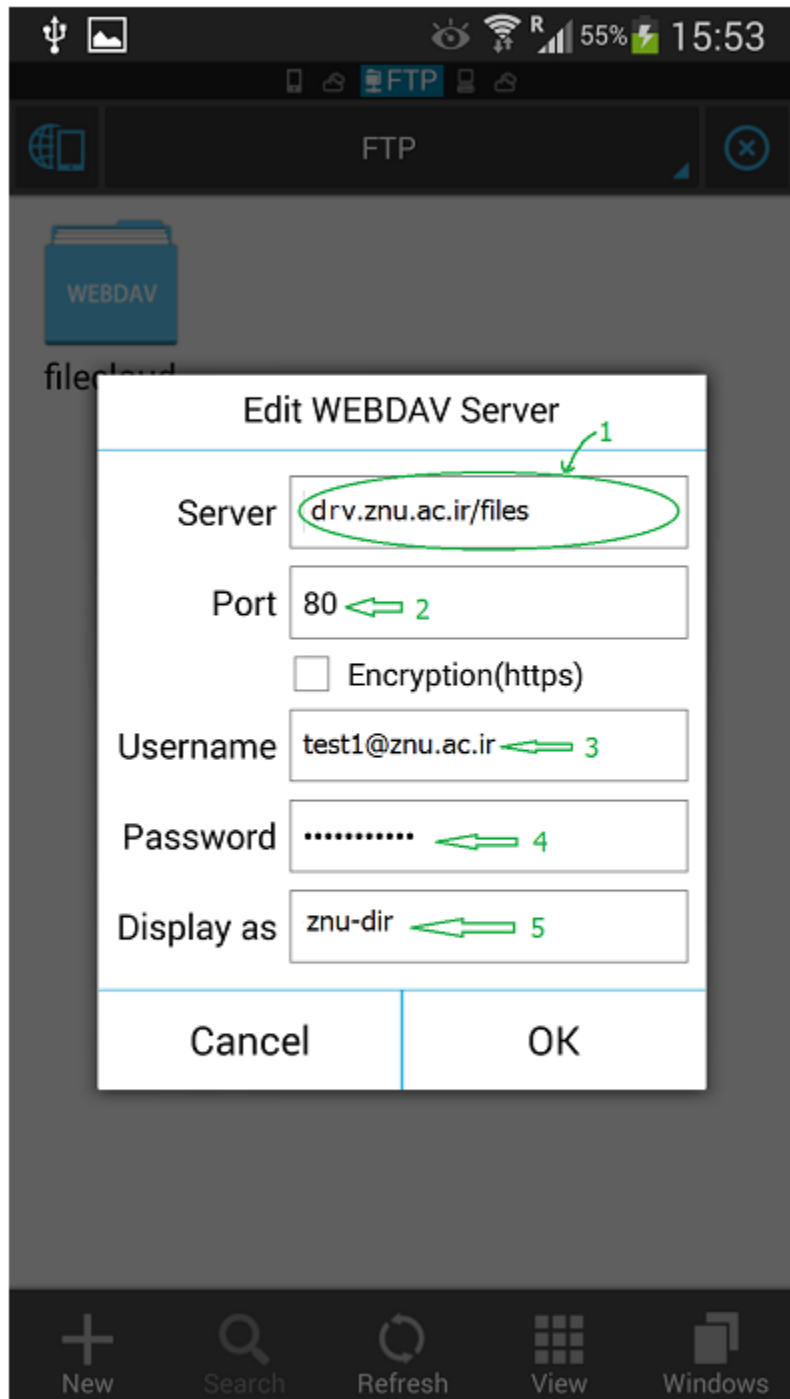 R 55% 15:53
FTP
FTP
WEBDAV
filecloud
Edit WEBDAV Server
1
Server drv.znu.ac.ir/files
Port 80 2
Encryption(https)
Username test1@znu.ac.ir 3
Password ••••••••••• 4
Display as znu-dir 5
Cancel OK
New Search Refresh View Windows